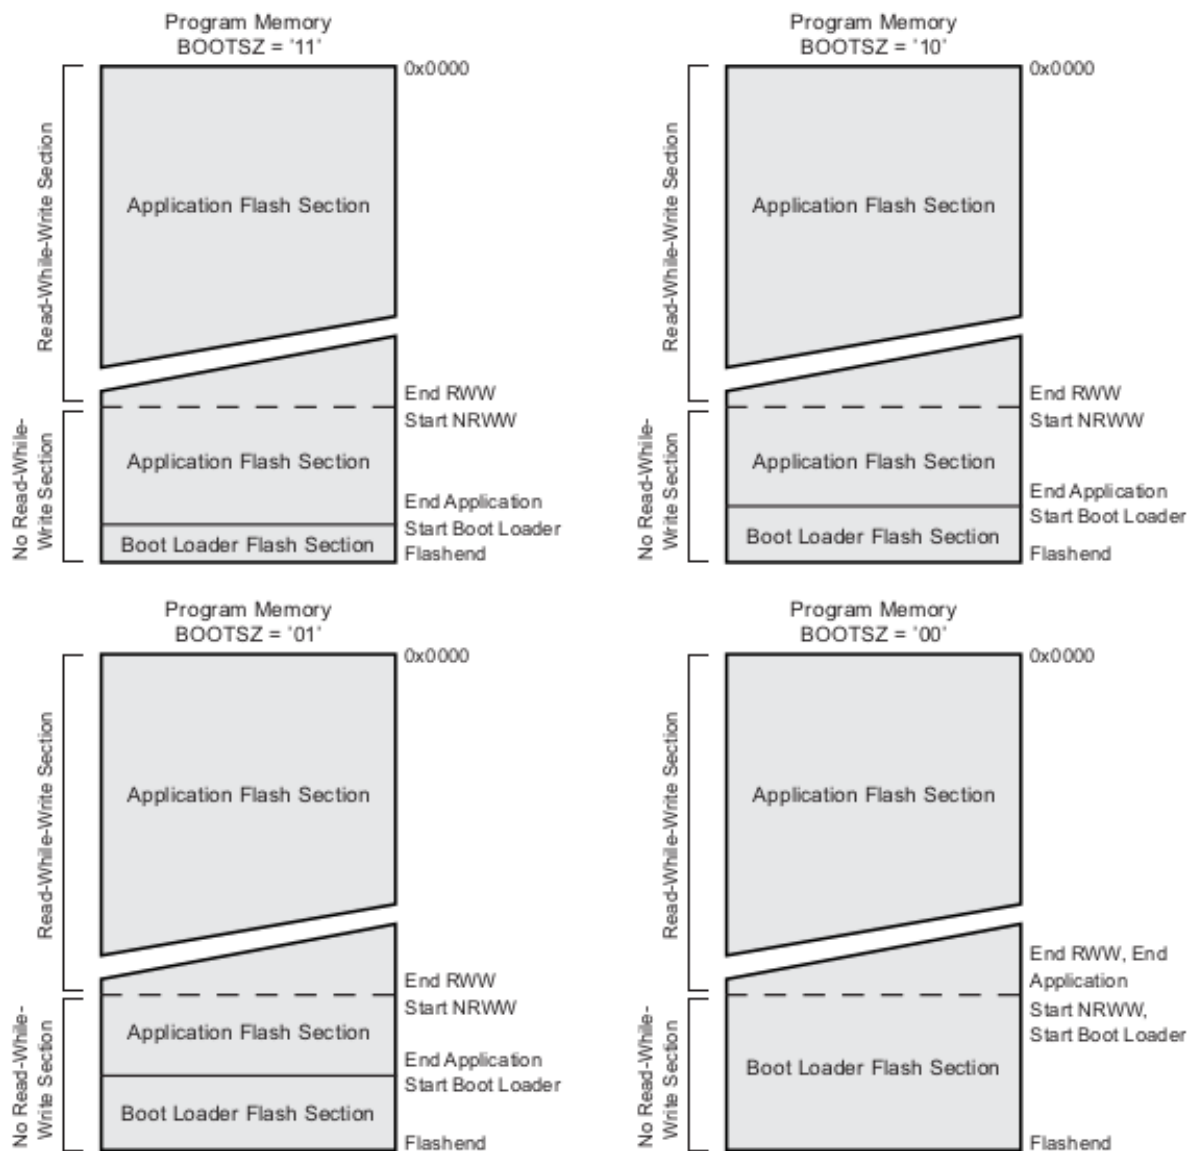 Program Memory
BOOTSZ = '11'
0x0000
Read-While-Write Section
Application Flash Section
End RWW
Start NRWW
No Read-While-
Write Section
Application Flash Section
End Application
Start Boot Loader
Boot Loader Flash Section
Flashend
Program Memory
BOOTSZ = '10'
0x0000
Read-While-Write Section
Application Flash Section
End RWW
Start NRWW
No Read-While-
Write Section
Application Flash Section
End Application
Start Boot Loader
Boot Loader Flash Section
Flashend
Program Memory
BOOTSZ = '01'
0x0000
Read-While-Write Section
Application Flash Section
End RWW
Start NRWW
No Read-While-
Write Section
Application Flash Section
End Application
Start Boot Loader
Boot Loader Flash Section
Flashend
Program Memory
BOOTSZ = '00'
0x0000
Read-While-Write Section
Application Flash Section
End RWW, End
Application
Start NRWW,
Start Boot Loader
No Read-While-
Write Section
Boot Loader Flash Section
Flashend